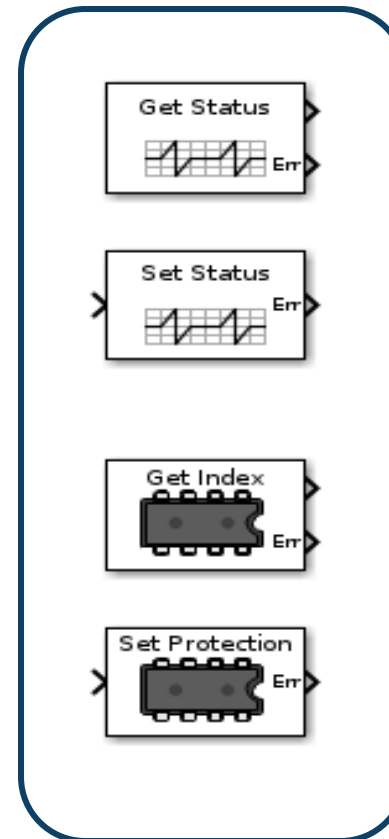 Get Status
Err
Set Status
Err
Get Index
Err
Set Protection
Err